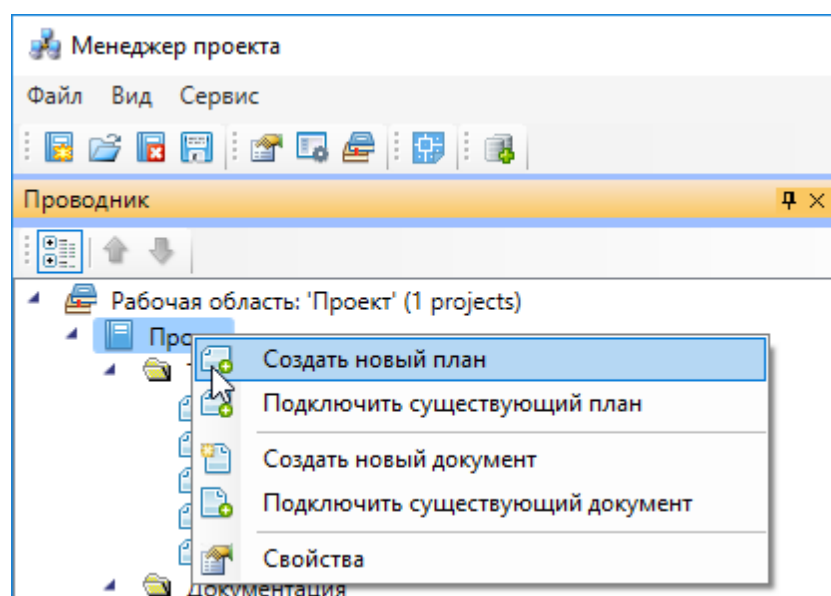 Менеджер проекта
Файл Вид Сервис
Проводник
Рабочая область: 'Проект' (1 projects)
Создать новый план
Подключить существующий план
Создать новый документ
Подключить существующий документ
Свойства
Документация